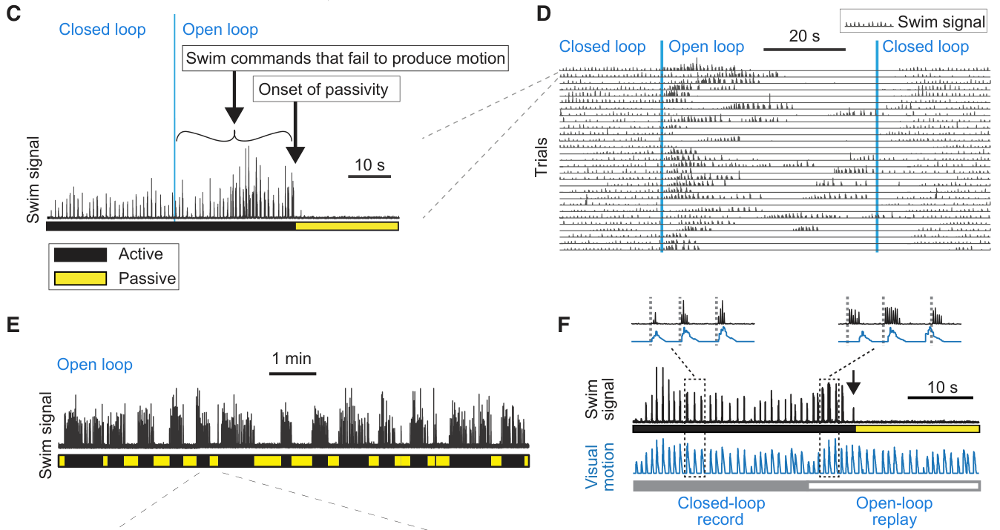 C
Closed loop
Open loop
Swim commands that fail to produce motion
Onset of passivity
10 s
Swim signal
Active
Passive
D
Swim signal
20 s
Closed loop
Open loop
Closed loop
Trials
E
Open loop
1 min
Swim signal
F
Swim
signal
10 s
Visual
motion
Closed-loop
record
Open-loop
replay